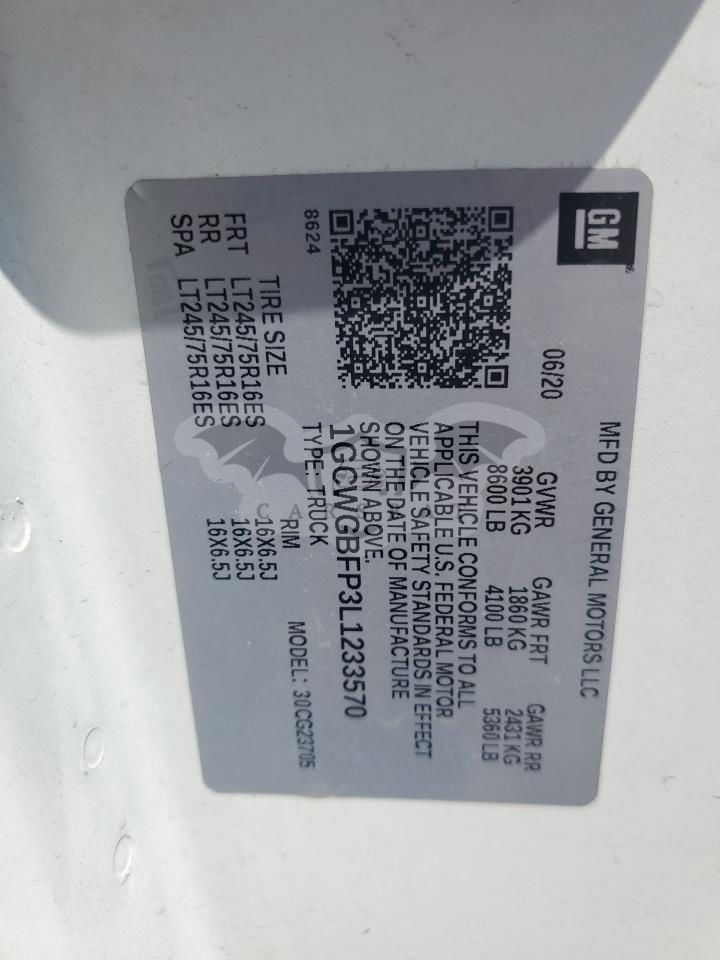 GM
MFD BY GENERAL MOTORS LLC
06/20
GVWR GAWR FRT GAWR RR
3901 KG 1860 KG 2431 KG
8600 LB 4100 LB 5360 LB
THIS VEHICLE CONFORMS TO ALL
APPLICABLE U.S. FEDERAL MOTOR
VEHICLE SAFETY STANDARDS IN EFFECT
ON THE DATE OF MANUFACTURE
SHOWN ABOVE.
1GCWGBFP3L1233570
8624
TYPE: TRUCK
MODEL: 30CG23705
TIRE SIZE RIM
FRT LT245/75R16ES 16X6.5J
RR LT245/75R16ES 16X6.5J
SPA LT245/75R16ES 16X6.5J